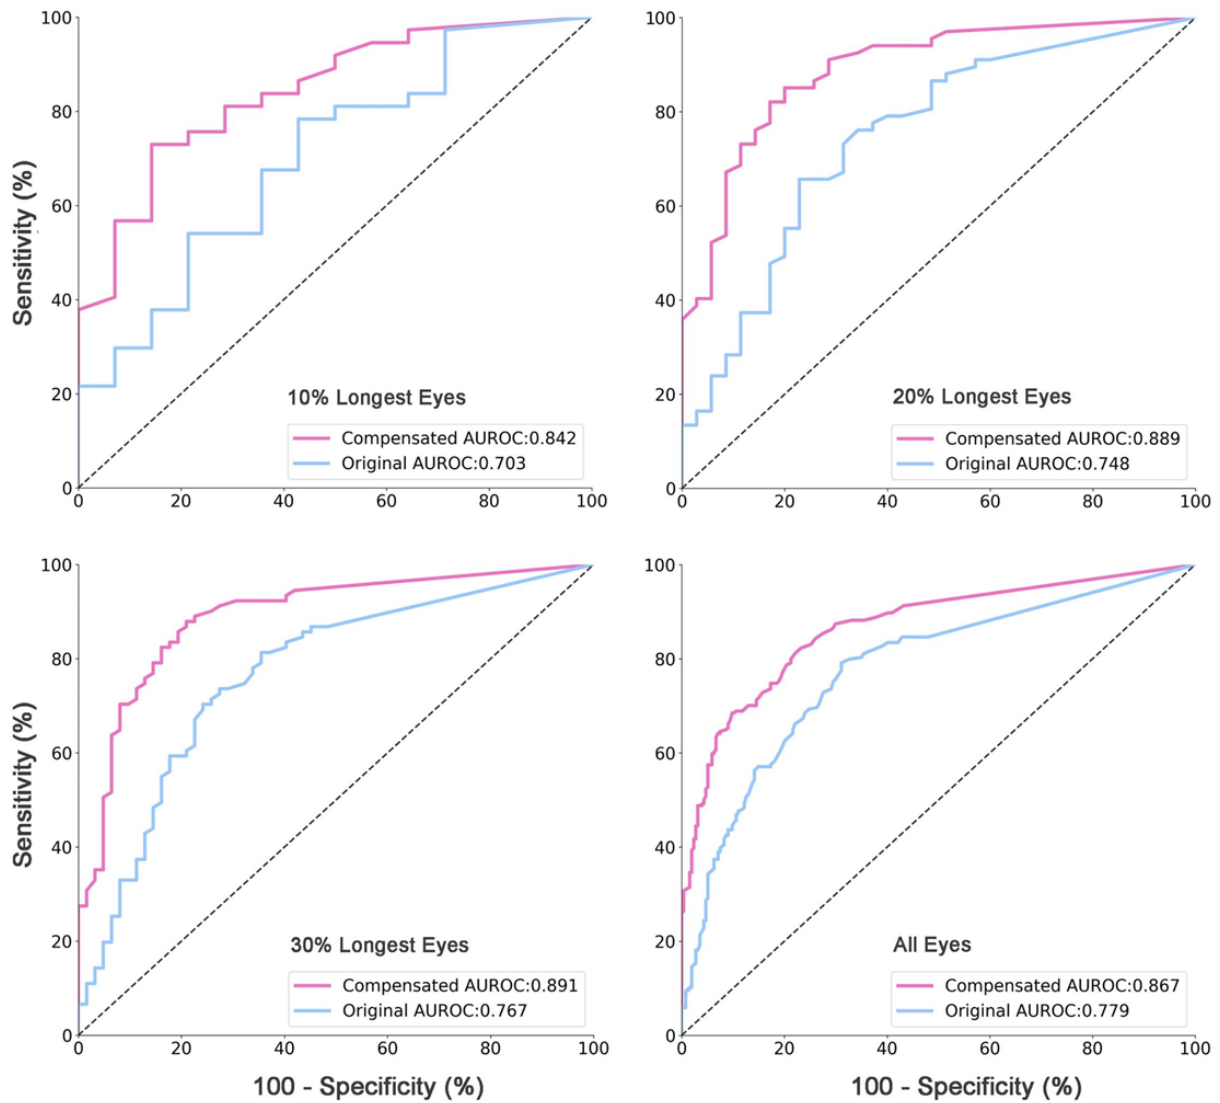 100
80
60
40
20
0
Sensitivity (%)
10% Longest Eyes
Compensated AUROC:0.842
Original AUROC:0.703
0 20 40 60 80 100
100
80
60
40
20
0
20% Longest Eyes
Compensated AUROC:0.889
Original AUROC:0.748
0 20 40 60 80 100
100
80
60
40
20
0
Sensitivity (%)
30% Longest Eyes
Compensated AUROC:0.891
Original AUROC:0.767
0 20 40 60 80 100
100 - Specificity (%)
100
80
60
40
20
0
All Eyes
Compensated AUROC:0.867
Original AUROC:0.779
0 20 40 60 80 100
100 - Specificity (%)